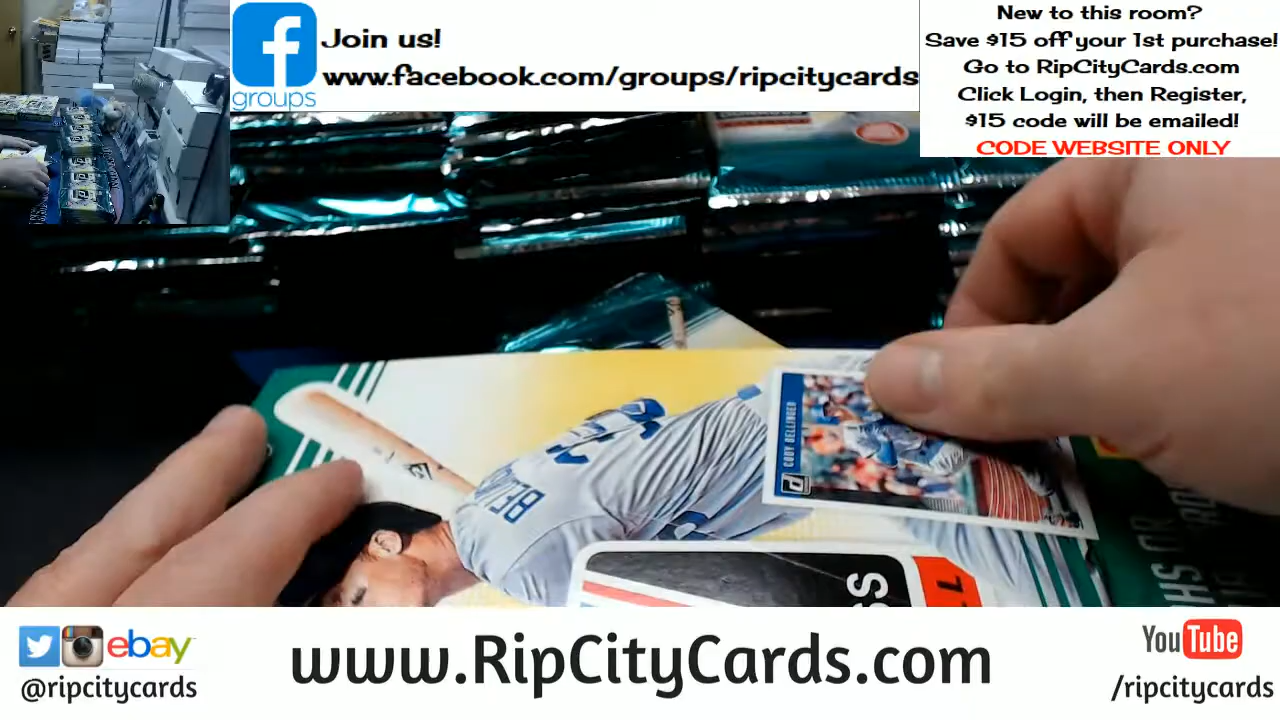 f
groups
Join us!
www.facebook.com/groups/ripcitycards
New to this room?
Save $15 off your 1st purchase!
Go to RipCityCards.com
Click Login, then Register,
$15 code will be emailed!
CODE WEBSITE ONLY
CODY BELLINGER
ebay
@ripcitycards
www.RipCityCards.com
YouTube
/ripcitycards